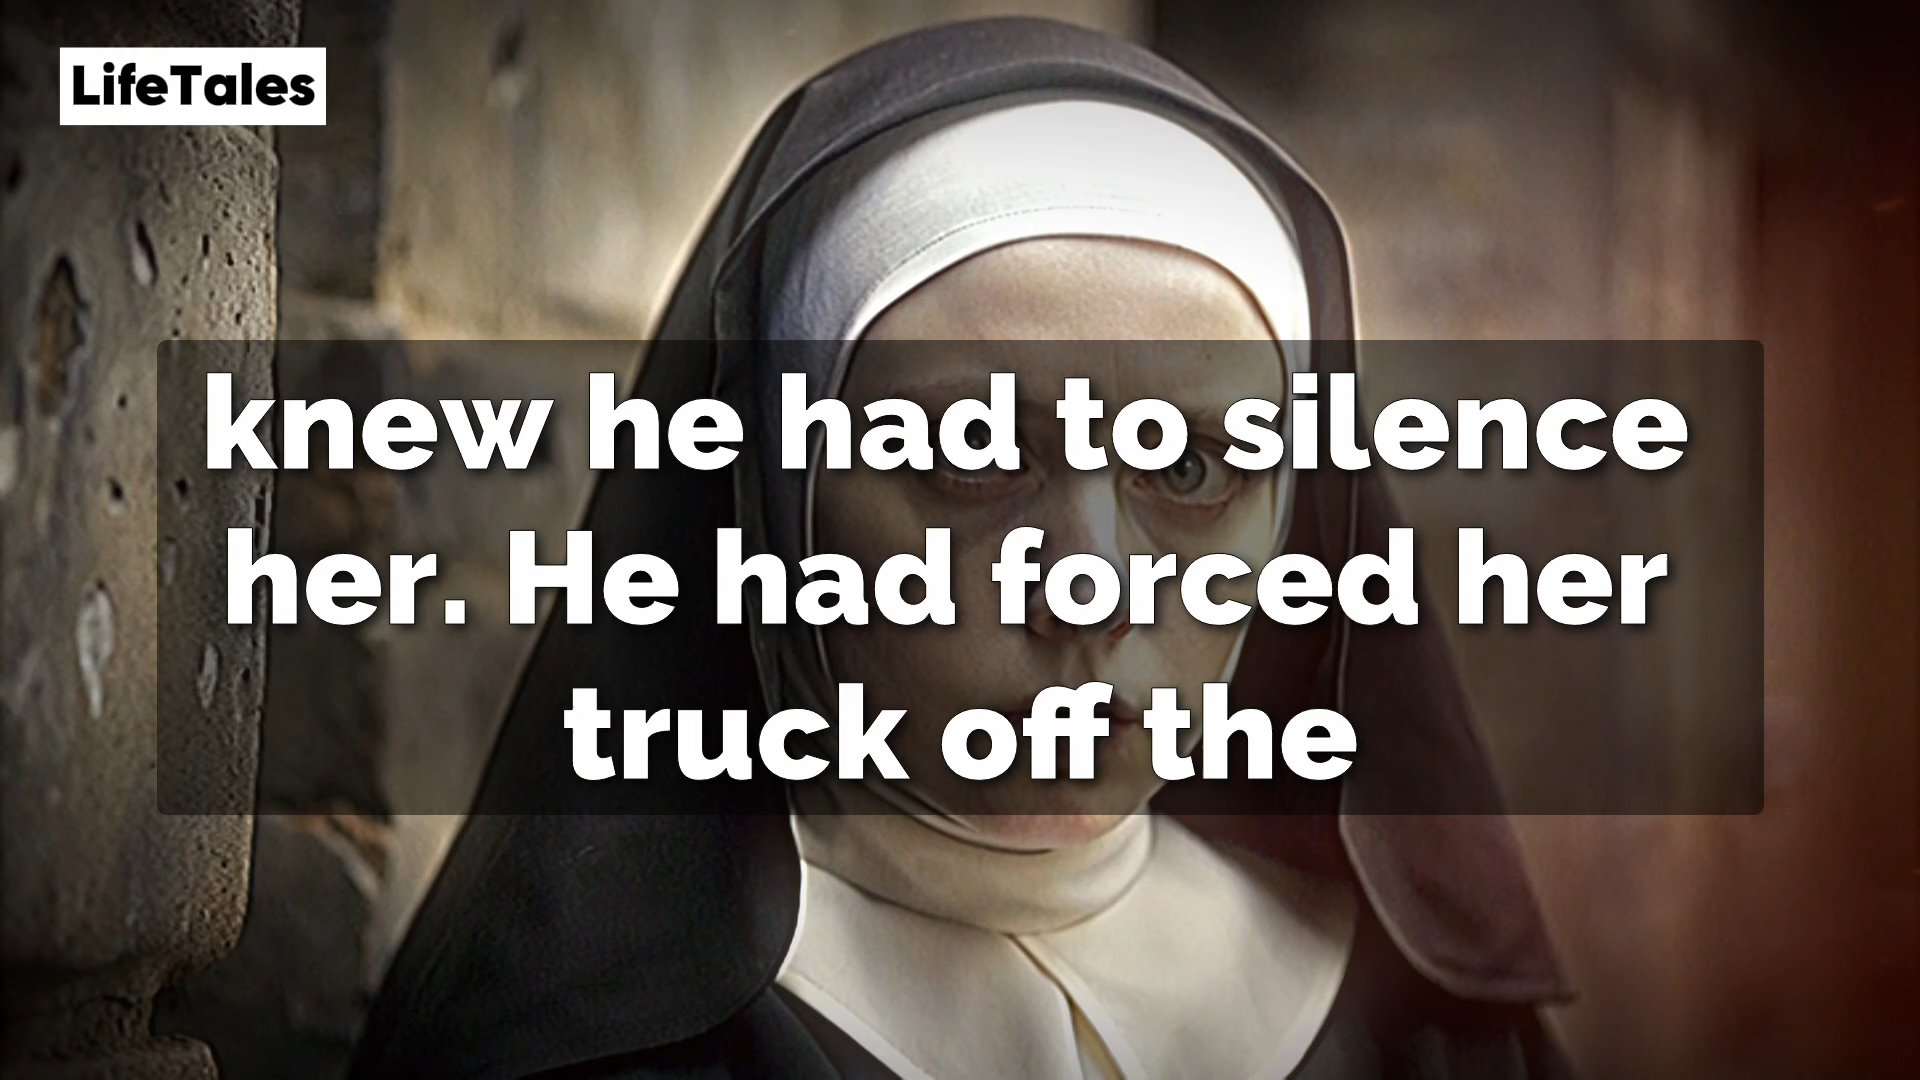 LifeTales
knew he had to silence
her. He had forced her
truck off the